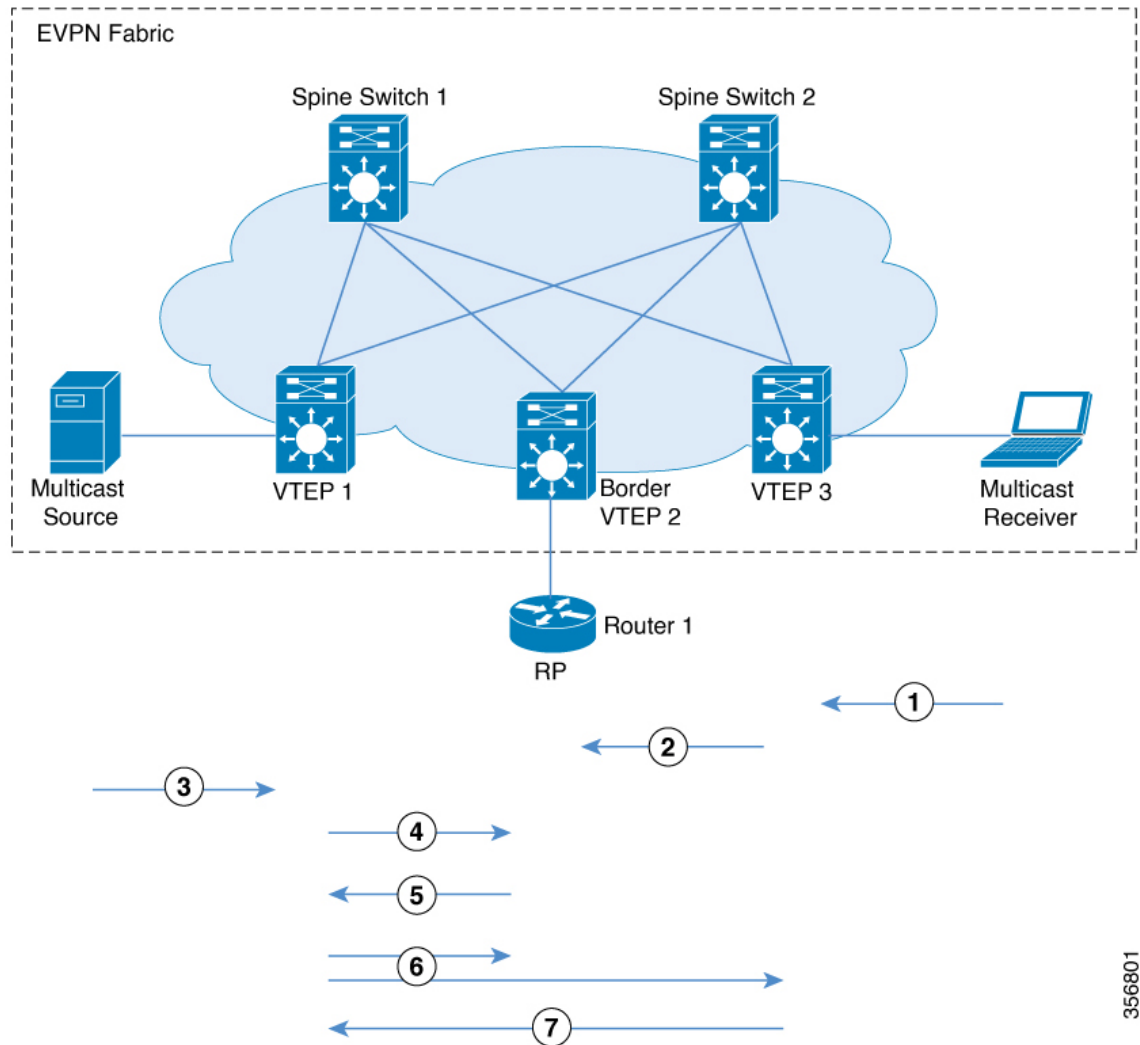 EVPN Fabric
Spine Switch 1
Spine Switch 2
Multicast
Source
VTEP 1
Border
VTEP 2
VTEP 3
Multicast
Receiver
Router 1
RP
1
2
3
4
5
6
7
356801